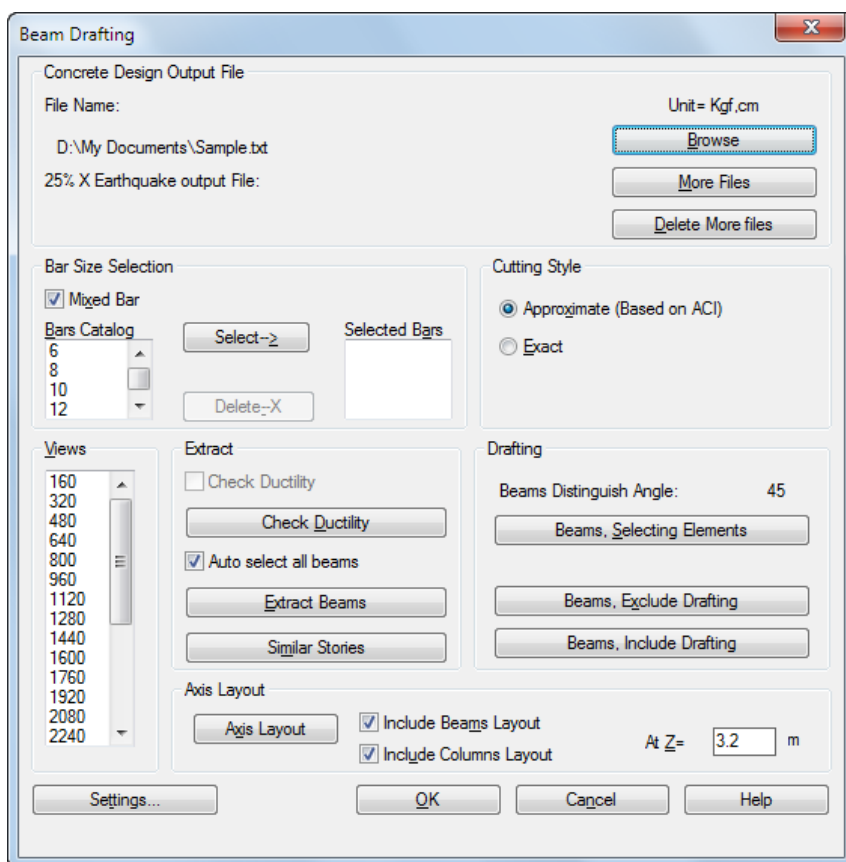 Beam Drafting
Concrete Design Output File
File Name:
Unit= Kgf,cm
D:\My Documents\Sample.txt
Browse
25% X Earthquake output File:
More Files
Delete More files
Bar Size Selection
Mixed Bar
Bars Catalog
6
8
10
12
Select-->
Delete--X
Selected Bars
Cutting Style
Approximate (Based on ACI)
Exact
Views
160
320
480
640
800
960
1120
1280
1440
1600
1760
1920
2080
2240
Extract
Check Ductility
Check Ductility
Auto select all beams
Extract Beams
Similar Stories
Drafting
Beams Distinguish Angle: 45
Beams, Selecting Elements
Beams, Exclude Drafting
Beams, Include Drafting
Axis Layout
Axis Layout
Include Beams Layout
Include Columns Layout
At Z= 3.2 m
Settings...
OK
Cancel
Help